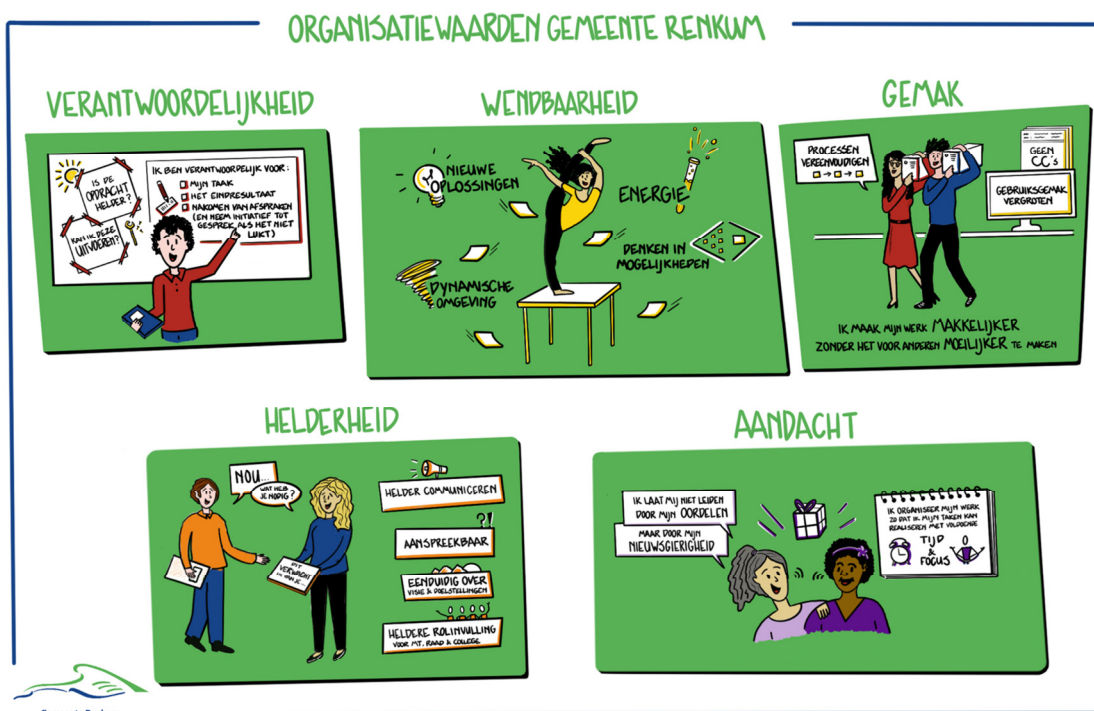 ORGANISATIEWAARDEN GEMEENTE RENKUM
VERANTWOORDELIJKHEID
IS DE
OPDRACHT
HELDER?
KAN IK DEZE
UITVOEREN?
IK BEN VERANTWOORDELIJK VOOR:
MIJN TAAK
HET EINDRESULTAAT
NAKOMEN VAN AFSPRAKEN
(EN NEEM INITIATIEF TOT
GESPREK ALS HET NIET
LUKT)
WENDBAARHEID
NIEUWE
OPLOSSINGEN
ENERGIE
DENKEN IN
MOGELIJKHEDEN
DYNAMISCHE
OMGEVING
GEMAK
PROCESSEN
VEREENVOUDIGEN
GEEN
CC's
GEBRUIKSGEMAK
VERGROTEN
IK MAAK MIJN WERK MAKKELIJKER
ZONDER HET VOOR ANDEREN MOEILIJKER TE MAKEN
HELDERHEID
NOU...
WAT HEB
JE NODIG?
DIT
VERWACHT
IK VAN JE...
HELDER COMMUNICEREN
?!
AANSPREEKBAAR
EENDUIDIG OVER
VISIE & DOELSTELLINGEN
HELDERE ROLINVULLING
VOOR MT, RAAD & COLLEGE
AANDACHT
IK LAAT MIJ NIET LEIDEN
DOOR MIJN OORDELEN
MAAR DOOR MIJN
NIEUWSGIERIGHEID
IK ORGANISEER MIJN WERK
ZO DAT IK MIJN TAKEN KAN
REALISEREN MET VOLDOENDE
TIJD
&
FOCUS